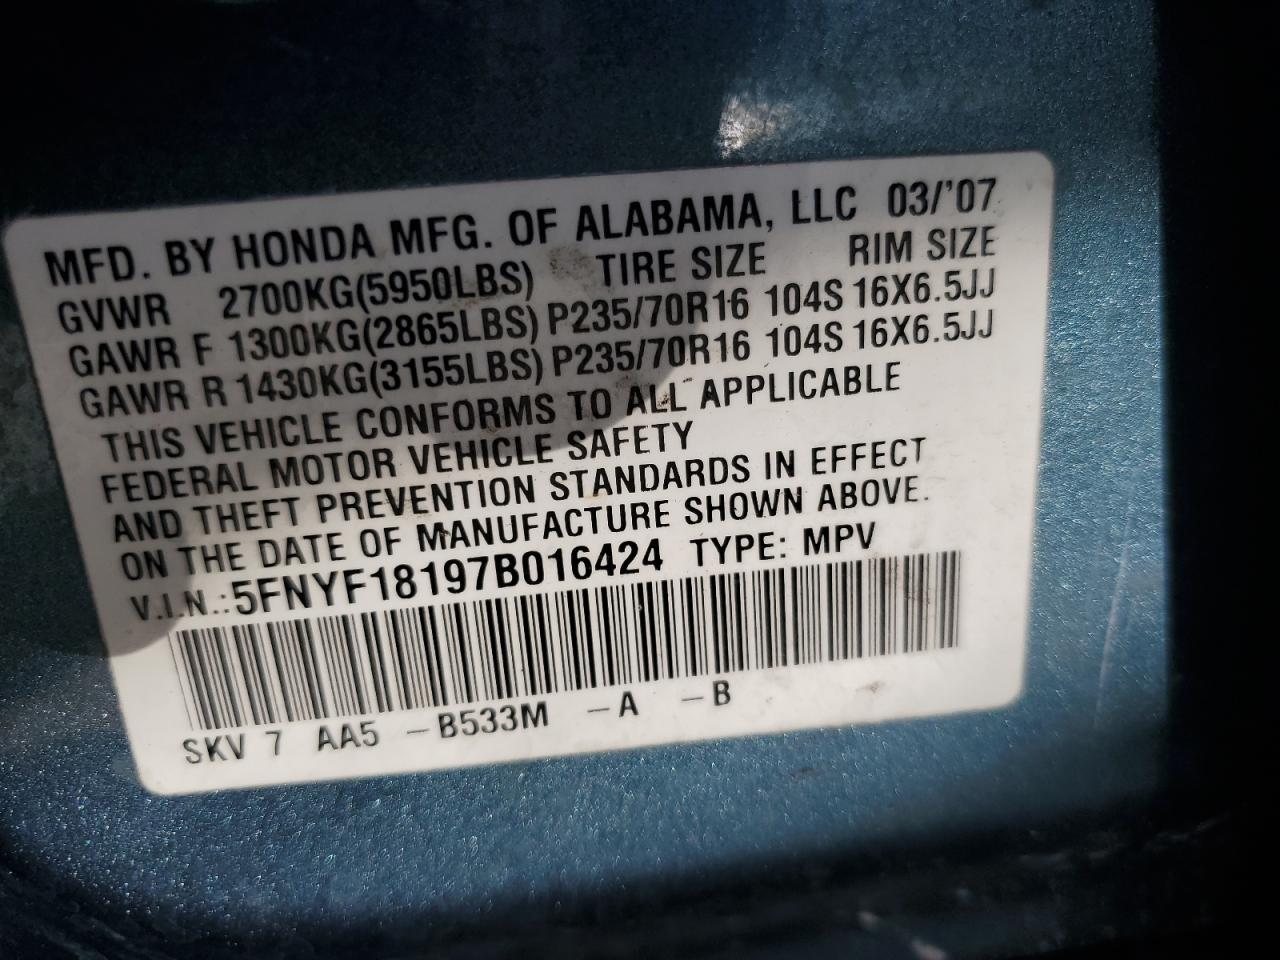 MFD. BY HONDA MFG. OF ALABAMA, LLC 03/'07
GVWR 2700KG(5950LBS) TIRE SIZE RIM SIZE
GAWR F 1300KG(2865LBS) P235/70R16 104S 16X6.5JJ
GAWR R 1430KG(3155LBS) P235/70R16 104S 16X6.5JJ
THIS VEHICLE CONFORMS TO ALL APPLICABLE
FEDERAL MOTOR VEHICLE SAFETY
AND THEFT PREVENTION STANDARDS IN EFFECT
ON THE DATE OF MANUFACTURE SHOWN ABOVE.
V.I.N.: 5FNYF18197B016424 TYPE: MPV
SKV 7 AA5 –B533M –A –B